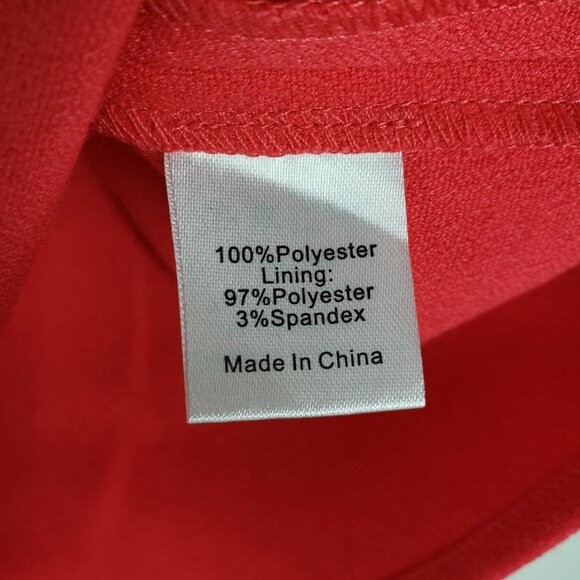 100%Polyester
Lining:
97%Polyester
3%Spandex
Made In China